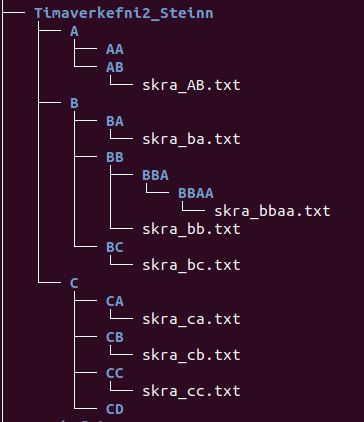 Timaverkefni2_Steinn
A
AA
AB
skra_AB.txt
B
BA
skra_ba.txt
BB
BBA
BBAA
skra_bbaa.txt
skra_bb.txt
BC
skra_bc.txt
C
CA
skra_ca.txt
CB
skra_cb.txt
CC
skra_cc.txt
CD